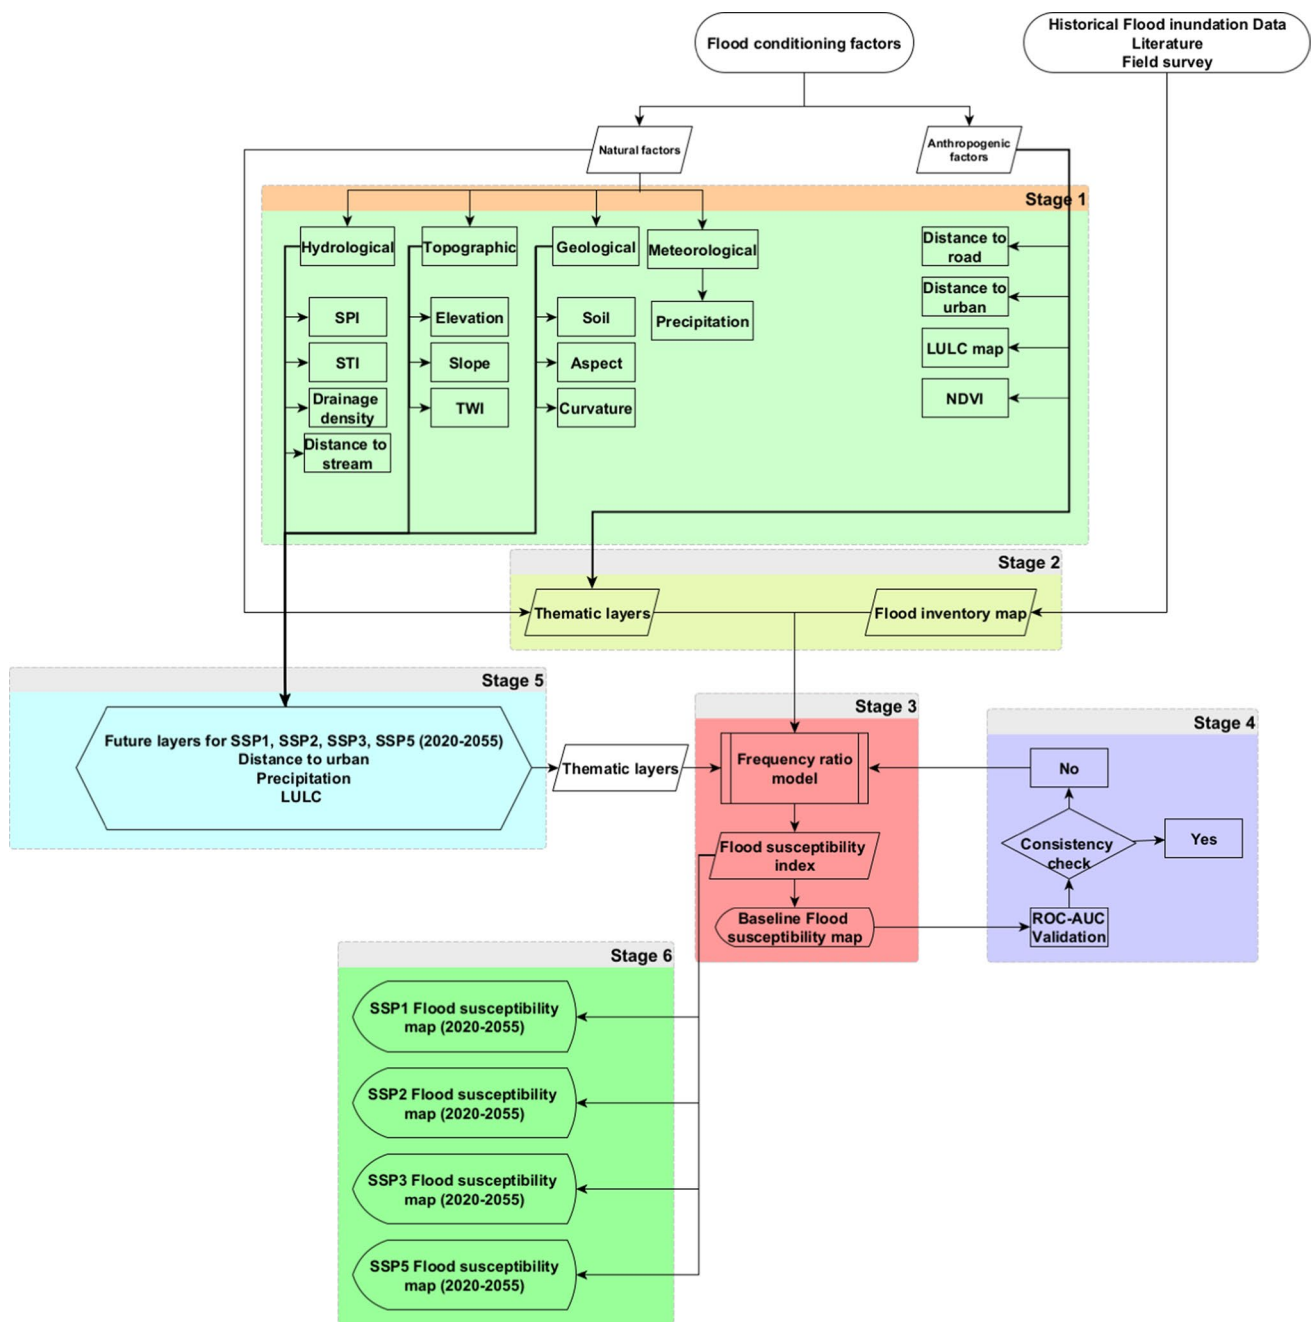 Flood conditioning factors
Historical Flood inundation Data
Literature
Field survey
Natural factors
Anthropogenic
factors
Stage 1
Hydrological
Topographic
Geological
Meteorological
Distance to
road
Distance to
urban
SPI
Elevation
Soil
Precipitation
LULC map
STI
Slope
Aspect
NDVI
Drainage
density
TWI
Curvature
Distance to
stream
Stage 2
Thematic layers
Flood inventory map
Stage 5
Future layers for SSP1, SSP2, SSP3, SSP5 (2020-2055)
Distance to urban
Precipitation
LULC
Thematic layers
Stage 3
Frequency ratio
model
Flood susceptibility
index
Baseline Flood
susceptibility map
Stage 4
No
Consistency
check
Yes
ROC-AUC
Validation
Stage 6
SSP1 Flood susceptibility
map (2020-2055)
SSP2 Flood susceptibility
map (2020-2055)
SSP3 Flood susceptibility
map (2020-2055)
SSP5 Flood susceptibility
map (2020-2055)